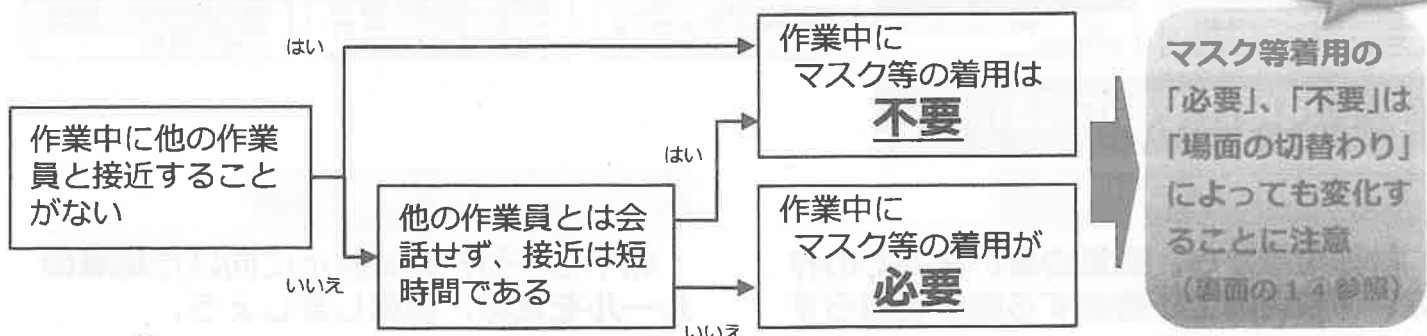 はい
作業中に
マスク等の着用は
不要
作業中に他の作業
員と接近すること
がない
はい
他の作業員とは会
話せず、接近は短
時間である
いいえ
作業中に
マスク等の着用が
必要
いいえ
マスク等着用の
「必要」、「不要」は
「場面の切替わり」
によっても変化す
ることに注意
（裏面の１４参照）